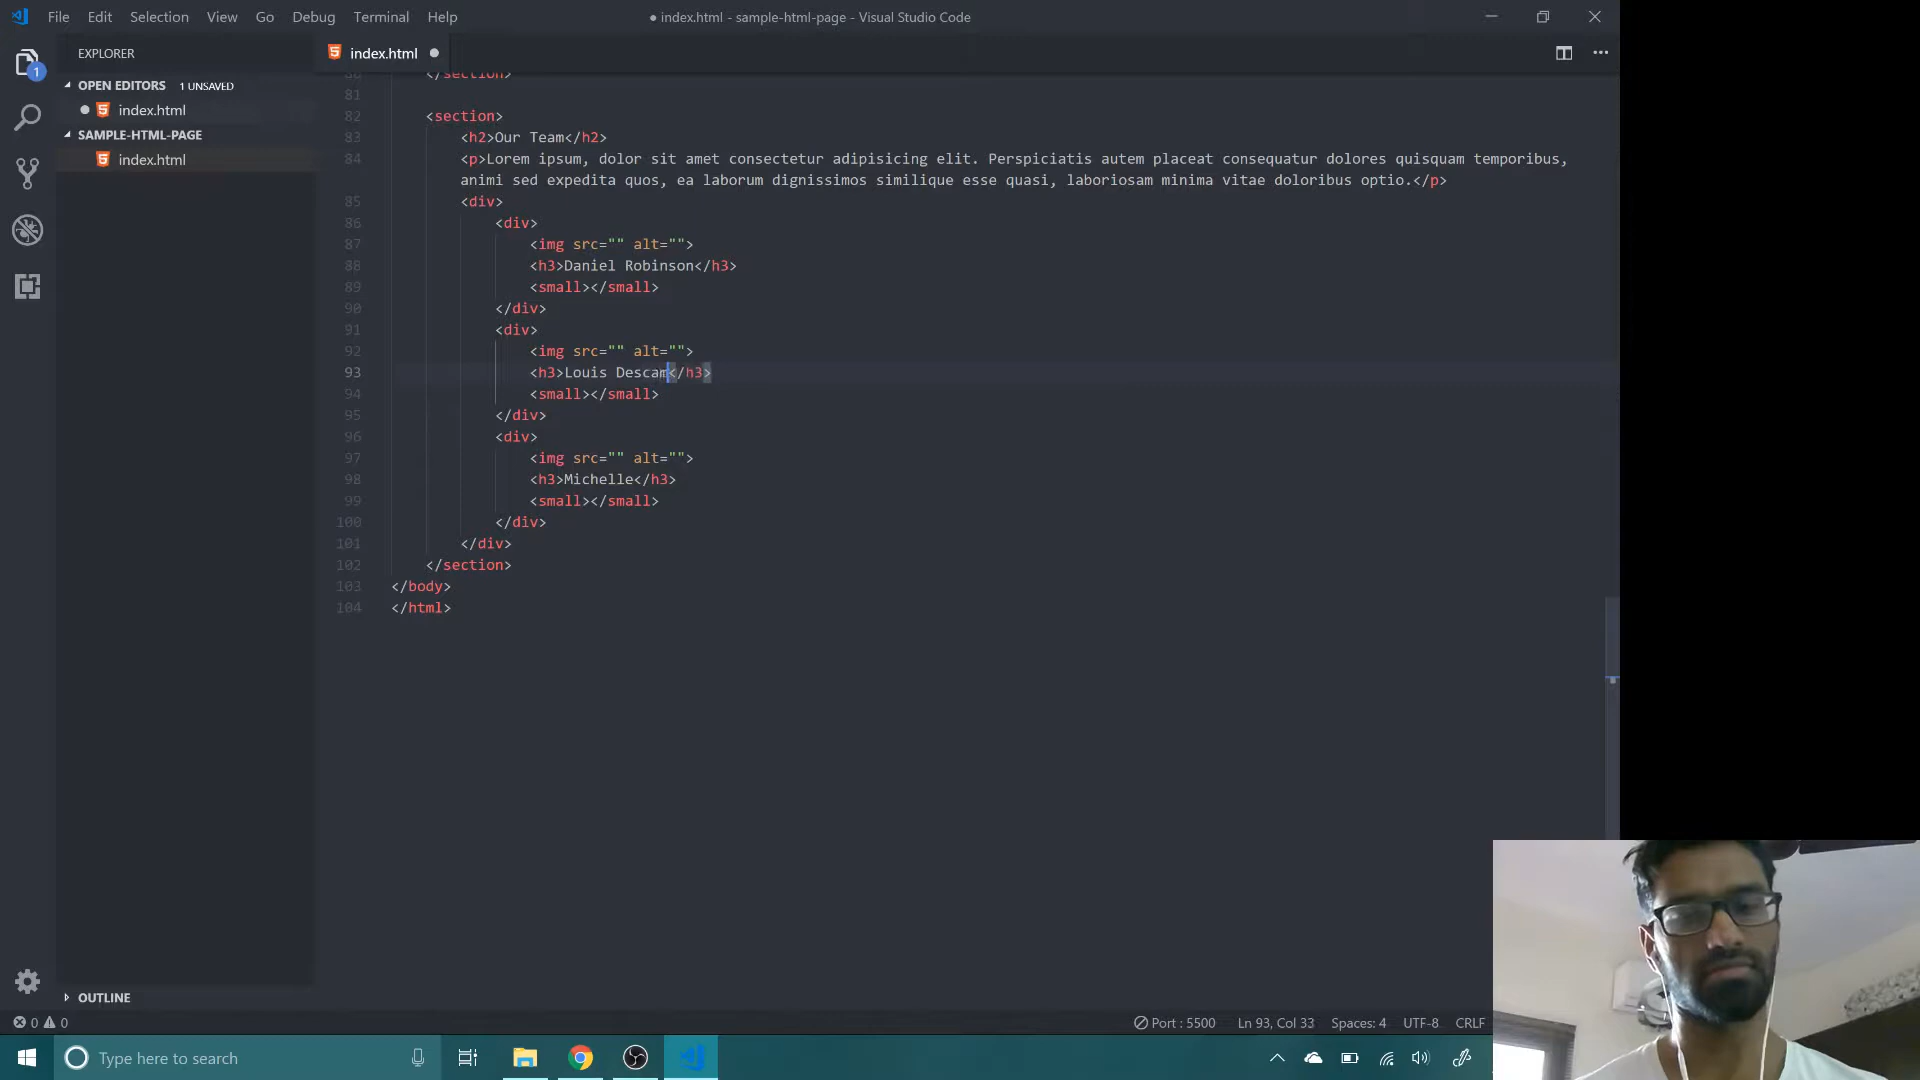 File Edit Selection View Go Debug Terminal Help
● index.html - sample-html-page - Visual Studio Code
EXPLORER
index.html
OPEN EDITORS 1 UNSAVED
index.html
SAMPLE-HTML-PAGE
index.html
1
80 </section>
81
82 <section>
83 <h2>Our Team</h2>
84 <p>Lorem ipsum, dolor sit amet consectetur adipisicing elit. Perspiciatis autem placeat consequatur dolores quisquam temporibus,
animi sed expedita quos, ea laborum dignissimos similique esse quasi, laboriosam minima vitae doloribus optio.</p>
85 <div>
86 <div>
87 <img src="" alt="">
88 <h3>Daniel Robinson</h3>
89 <small></small>
90 </div>
91 <div>
92 <img src="" alt="">
93 <h3>Louis Descam</h3>
94 <small></small>
95 </div>
96 <div>
97 <img src="" alt="">
98 <h3>Michelle</h3>
99 <small></small>
100 </div>
101 </div>
102 </section>
103 </body>
104 </html>
OUTLINE
0 0
Port : 5500 Ln 93, Col 33 Spaces: 4 UTF-8 CRLF
Type here to search